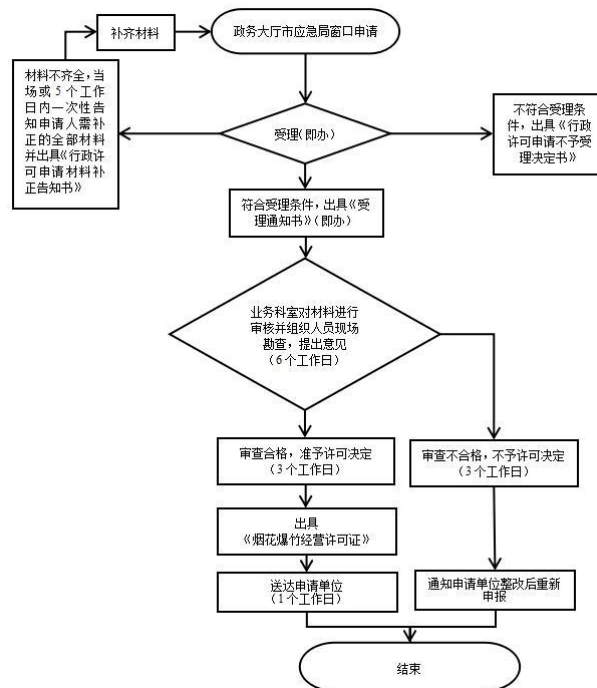 补齐材料
政务大厅市应急局窗口申请
材料不齐全，当
场或5个工作
日内一次性告
知申请人需补
正的全部材料
并出具《行政许
可申请材料补
正告知书》
受理（即办）
不符合受理条
件，出具《行政
许可申请不予受
理决定书》
符合受理条件，出具《受
理通知书》（即办）
业务科室对材料进行
审核并组织人员现场
勘查，提出意见
（6个工作日）
审查合格，准予许可决定
（3个工作日）
审查不合格，不予许可决定
（3个工作日）
出具
《烟花爆竹经营许可证》
送达申请单位
（1个工作日）
通知申请单位整改后重新
申报
结束